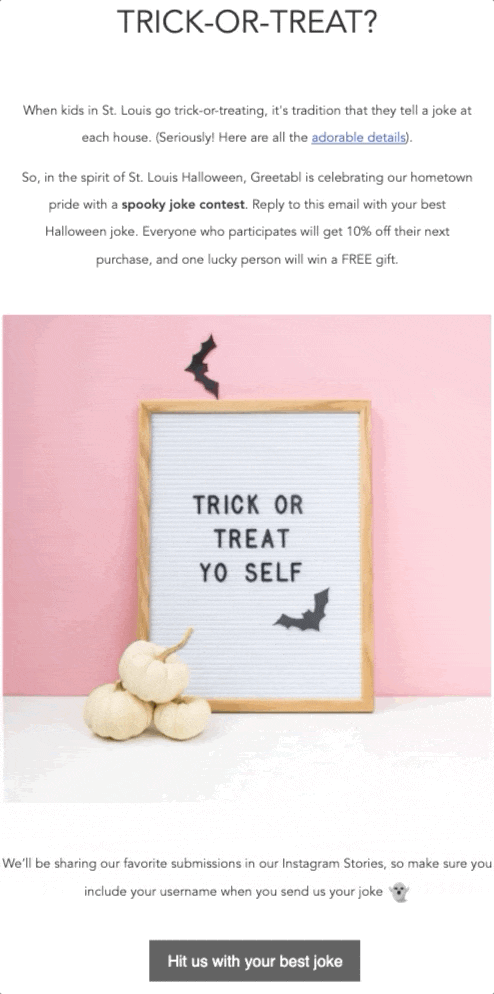 TRICK-OR-TREAT?
When kids in St. Louis go trick-or-treating, it's tradition that they tell a joke at
each house. (Seriously! Here are all the adorable details).
So, in the spirit of St. Louis Halloween, Greetabl is celebrating our hometown
pride with a spooky joke contest. Reply to this email with your best
Halloween joke. Everyone who participates will get 10% off their next
purchase, and one lucky person will win a FREE gift.
TRICK OR
TREAT
YO SELF
We'll be sharing our favorite submissions in our Instagram Stories, so make sure you
include your username when you send us your joke 👻
Hit us with your best joke